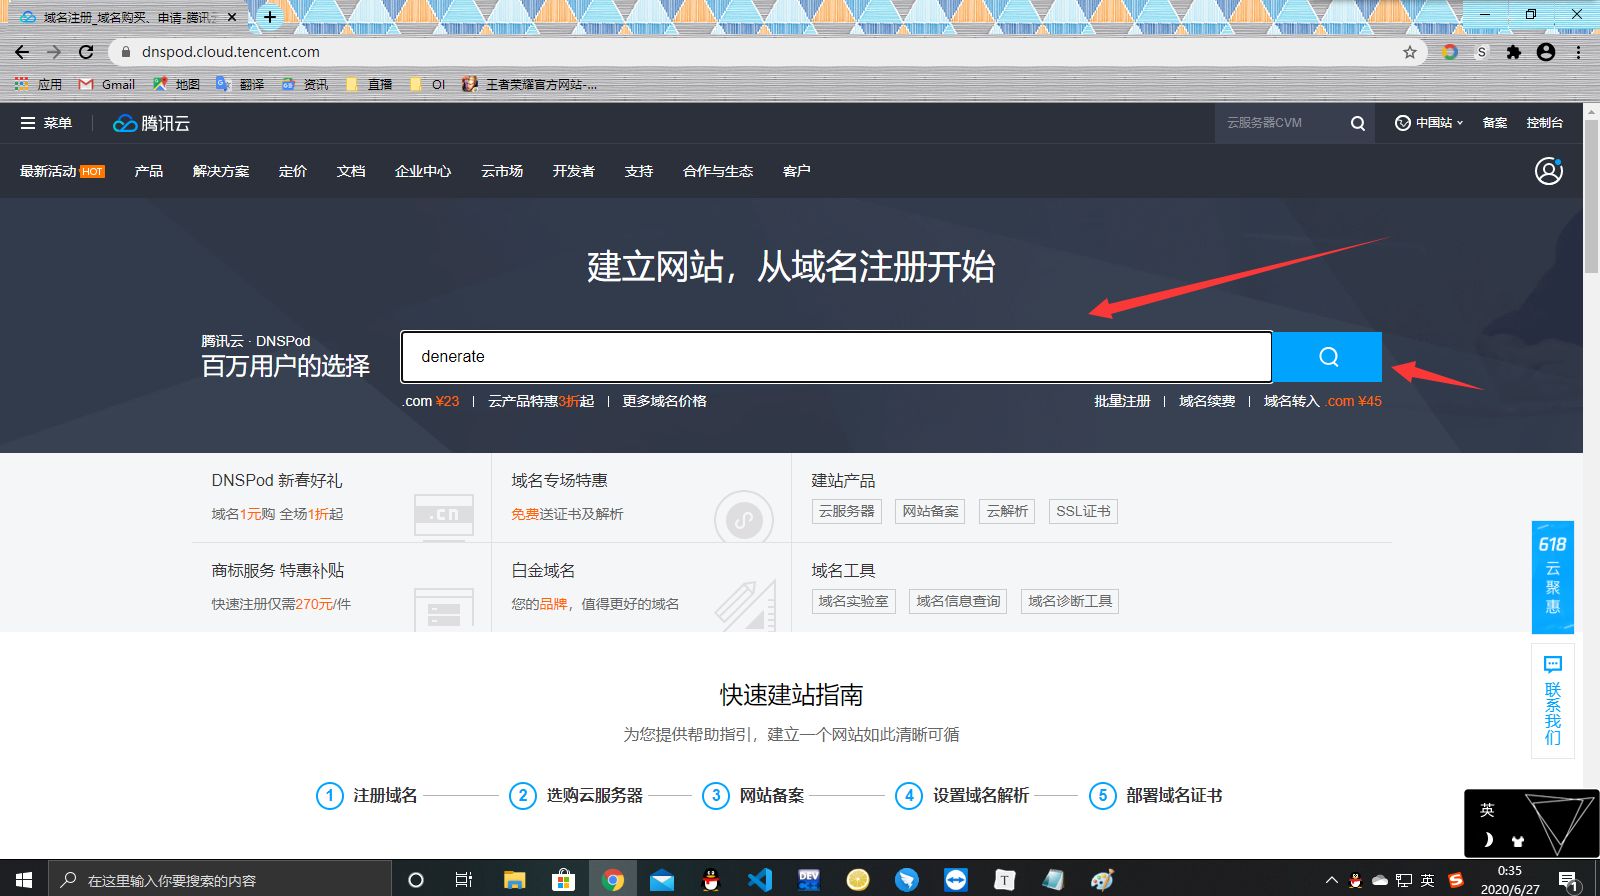 域名注册_域名购买、申请-腾讯云
dnspod.cloud.tencent.com
应用 Gmail 地图 翻译 资讯 直播 OI 王者荣耀官方网站-...
菜单 腾讯云 云服务器CVM 中国站 备案 控制台
最新活动 HOT 产品 解决方案 定价 文档 企业中心 云市场 开发者 支持 合作与生态 客户
建立网站，从域名注册开始
腾讯云 · DNSPod
百万用户的选择
denerate
.com ¥23 | 云产品特惠3折起 | 更多域名价格 批量注册 | 域名续费 | 域名转入 .com ¥45
DNSPod 新春好礼
域名1元购 全场1折起
.cn
域名专场特惠
免费送证书及解析
建站产品
云服务器 网站备案 云解析 SSL证书
商标服务 特惠补贴
快速注册仅需270元/件
白金域名
您的品牌，值得更好的域名
域名工具
域名实验室 域名信息查询 域名诊断工具
618
云
聚
惠
联
系
我
们
快速建站指南
为您提供帮助指引，建立一个网站如此清晰可循
1 注册域名 2 选购云服务器 3 网站备案 4 设置域名解析 5 部署域名证书
英
在这里输入你要搜索的内容
DEV
T
英
S
0:35
2020/6/27
1